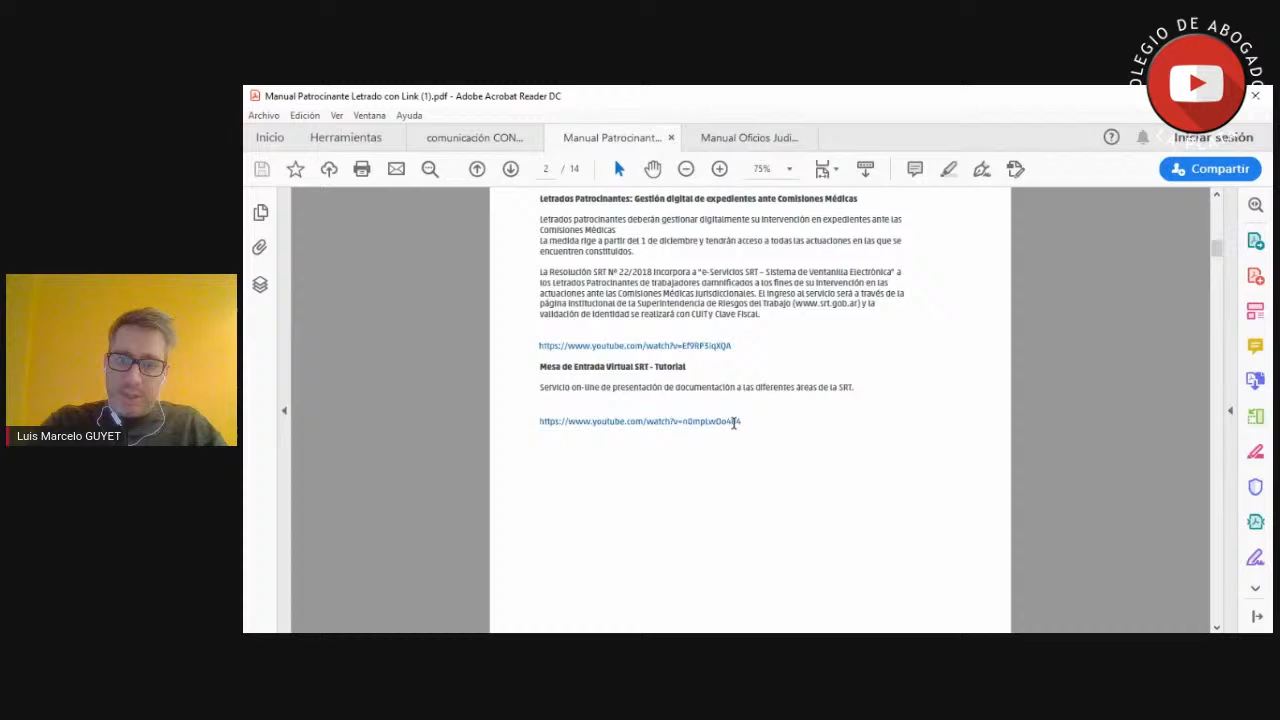 COLEGIO DE ABOGADO
Manual Patrocinante Letrado con Link (1).pdf - Adobe Acrobat Reader DC
Archivo Edición Ver Ventana Ayuda
Inicio Herramientas comunicación CON... Manual Patrocinant... × Manual Oficios Judi... Iniciar sesión
2 / 14 75% Compartir
Letrados Patrocinantes: Gestión digital de expedientes ante Comisiones Médicas
Letrados patrocinantes deberán gestionar digitalmente su intervención en expedientes ante las
Comisiones Médicas
La medida rige a partir del 1 de diciembre y tendrán acceso a todas las actuaciones en las que se
encuentren constituidos.
La Resolución SRT Nº 22/2018 incorpora a "e-Servicios SRT – Sistema de Ventanilla Electrónica" a
los Letrados Patrocinantes de trabajadores damnificados a los fines de su intervención en las
actuaciones ante las Comisiones Médicas Jurisdiccionales. El ingreso al servicio será a través de la
página institucional de la Superintendencia de Riesgos del Trabajo (www.srt.gob.ar) y la
validación de identidad se realizará con CUIT y Clave Fiscal.
Mesa de Entrada Virtual SRT - Tutorial
Servicio on-line de presentación de documentación a las diferentes áreas de la SRT.
Luis Marcelo GUYET